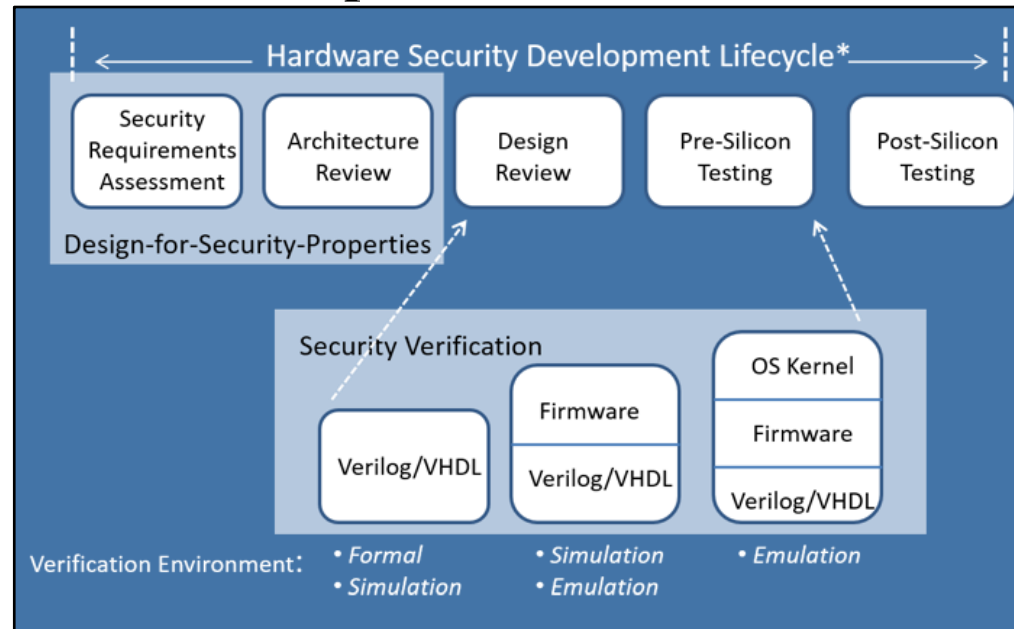 Hardware Security Development Lifecycle*
Security
Requirements
Assessment
Architecture
Review
Design
Review
Pre-Silicon
Testing
Post-Silicon
Testing
Design-for-Security-Properties
Security Verification
Verilog/VHDL
Firmware
Verilog/VHDL
OS Kernel
Firmware
Verilog/VHDL
Verification Environment:
• Formal
• Simulation
• Simulation
• Emulation
• Emulation